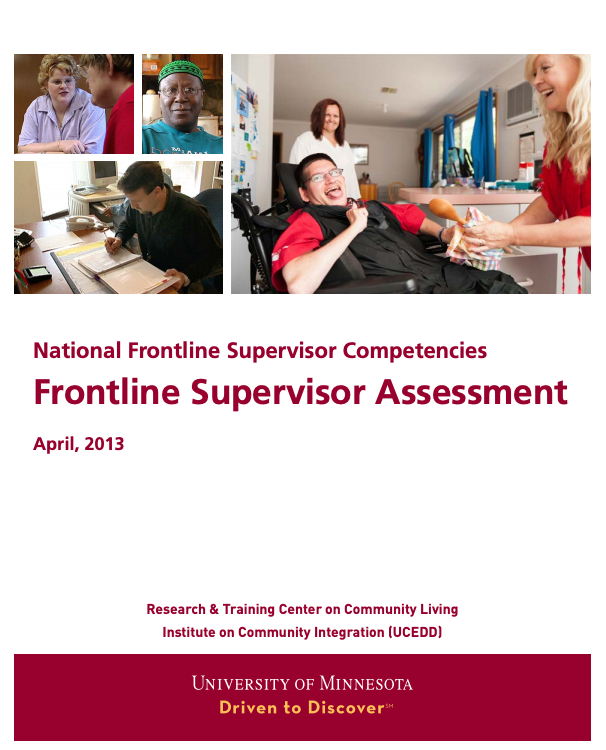 National Frontline Supervisor Competencies
Frontline Supervisor Assessment
April, 2013
Research & Training Center on Community Living
Institute on Community Integration (UCEDD)
UNIVERSITY OF MINNESOTA
Driven to Discover℠